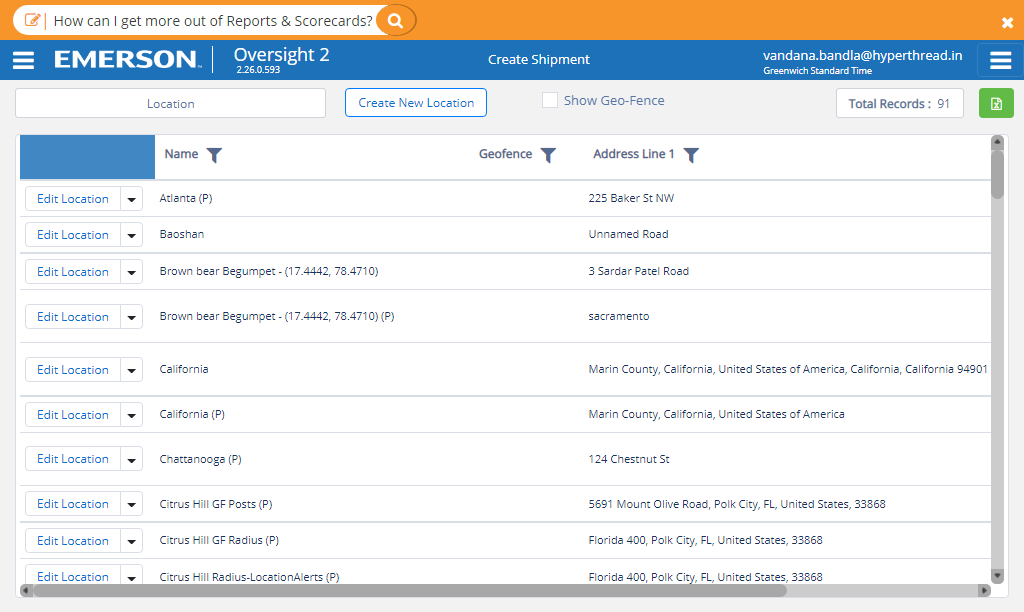 How can I get more out of Reports & Scorecards?
EMERSON™ Oversight 2
2.26.0.593
Create Shipment
vandana.bandla@hyperthread.in
Greenwich Standard Time
Location Create New Location Show Geo-Fence Total Records : 91
Name Geofence Address Line 1
Edit Location Atlanta (P) 225 Baker St NW
Edit Location Baoshan Unnamed Road
Edit Location Brown bear Begumpet - (17.4442, 78.4710) 3 Sardar Patel Road
Edit Location Brown bear Begumpet - (17.4442, 78.4710) (P) sacramento
Edit Location California Marin County, California, United States of America, California, California 94901
Edit Location California (P) Marin County, California, United States of America
Edit Location Chattanooga (P) 124 Chestnut St
Edit Location Citrus Hill GF Posts (P) 5691 Mount Olive Road, Polk City, FL, United States, 33868
Edit Location Citrus Hill GF Radius (P) Florida 400, Polk City, FL, United States, 33868
Edit Location Citrus Hill Radius-LocationAlerts (P) Florida 400, Polk City, FL, United States, 33868